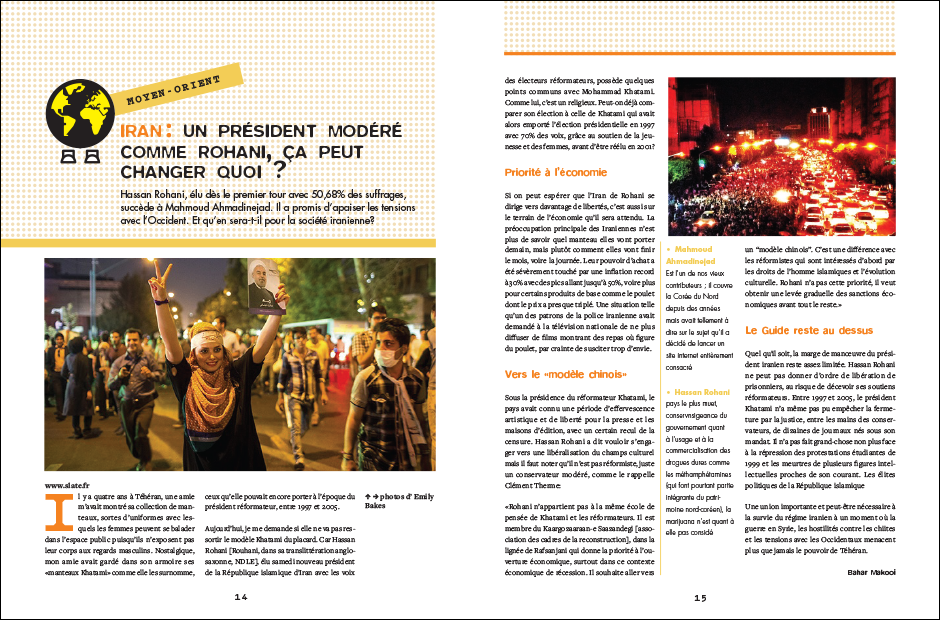 MOYEN-ORIENT
IRAN: UN PRÉSIDENT MODÉRÉ
COMME ROHANI, ÇA PEUT
CHANGER QUOI ?
Hassan Rohani, élu dès le premier tour avec 50,68% des suffrages,
succède à Mahmoud Ahmadinejad. Il a promis d'apaiser les tensions
avec l'Occident. Et qu'en sera-t-il pour la société iranienne?
www.slate.fr
Il y a quatre ans à Téhéran, une amie
m'avait montré sa collection de man-
teaux, sortes d'uniformes avec les-
quels les femmes peuvent se balader
dans l'espace public puisqu'ils n'exposent pas
leur corps aux regards masculins. Nostalgique,
mon amie avait gardé dans son armoire ses
«manteaux Khatami» comme elle les surnomme,
ceux qu'elle pouvait encore porter à l'époque du
président réformateur, entre 1997 et 2005.
Aujourd'hui, je me demande si elle ne va pas res-
sortir le modèle Khatami du placard. Car Hassan
Rohani [Rouhani, dans sa translittération anglo-
saxonne, NDLE], élu samedi nouveau président
de la République islamique d'Iran avec les voix
photos d' Emily
Bakes
14
des électeurs réformateurs, possède quelques
points communs avec Mohammad Khatami.
Comme lui, c'est un religieux. Peut-on déjà com-
parer son élection à celle de Khatami qui avait
alors emporté l'élection présidentielle en 1997
avec 70% des voix, grâce au soutien de la jeu-
nesse et des femmes, avant d'être réélu en 2001?
Priorité à l'économie
Si on peut espérer que l'Iran de Rohani se
dirige vers davantage de libertés, c'est aussi sur
le terrain de l'économie qu'il sera attendu. La
préoccupation principale des Iraniennes n'est
plus de savoir quel manteau elles vont porter
demain, mais plutôt comment elles vont finir
le mois, voire la journée. Leur pouvoir d'achat a
été sévèrement touché par une inflation record
à 30% avec des pics allant jusqu'à 50%, voire plus
pour certains produits de base comme le poulet
dont le prix a presque triplé. Une situation telle
qu'un des patrons de la police iranienne avait
demandé à la télévision nationale de ne plus
diffuser de films montrant des repas où figure
du poulet, par crainte de susciter trop d'envie.
Vers le «modèle chinois»
Sous la présidence du réformateur Khatami, le
pays avait connu une période d'effervescence
artistique et de liberté pour la presse et les
maisons d'édition, avec un certain recul de la
censure. Hassan Rohani a dit vouloir s'enga-
ger vers une libéralisation du champs culturel
mais il faut noter qu'il n'est pas réformiste, juste
un conservateur modéré, comme le rappelle
Clément Therme:
«Rohani n'appartient pas à la même école de
pensée de Khatami et les réformateurs. Il est
membre du Kaargozaaraan-e Saazandegi [asso-
ciation des cadres de la reconstruction], dans la
lignée de Rafsanjani qui donne la priorité à l'ou-
verture économique, surtout dans ce contexte
économique de récession. Il souhaite aller vers
Mahmoud
Ahmadinejed
Est l'un de nos vieux
contributeurs ; il couvre
la Corée du Nord
depuis des années
mais avait tellement à
dire sur le sujet qu'il a
décidé de lancer un
site Internet entièrement
consacré
Hassan Rohani
pays le plus muet,
conservnsigeance du
gouvernement quant
à l'usage et à la
commercialisation des
drogues dures comme
les méthamphétamines
(qui font pourtant partie
intégrante du patri-
moine nord-coréen), la
marijuana n'est quant à
elle pas considé
un "modèle chinois". C'est une différence avec
les réformistes qui sont intéressés d'abord par
les droits de l'homme islamiques et l'évolution
culturelle. Rohani n'a pas cette priorité, il veut
obtenir une levée graduelle des sanctions éco-
nomiques avant tout le reste.»
Le Guide reste au dessus
Quel qu'il soit, la marge de manœuvre du prési-
dent iranien reste assez limitée. Hassan Rohani
ne peut pas donner d'ordre de libération de
prisonniers, au risque de décevoir ses soutiens
réformateurs. Entre 1997 et 2005, le président
Khatami n'a même pas pu empêcher la ferme-
ture par la justice, entre les mains des conser-
vateurs, de dizaines de journaux nés sous son
mandat. Il n'a pas fait grand-chose non plus face
à la répression des protestations étudiantes de
1999 et les meurtres de plusieurs figures intel-
lectuelles proches de son courant. Les élites
politiques de la République islamique
Une union importante et peut-être nécessaire à
la survie du régime iranien à un moment où la
guerre en Syrie, les hostilités contre les chiites
et les tensions avec les Occidentaux menacent
plus que jamais le pouvoir de Téhéran.
Bahar Makooi
15